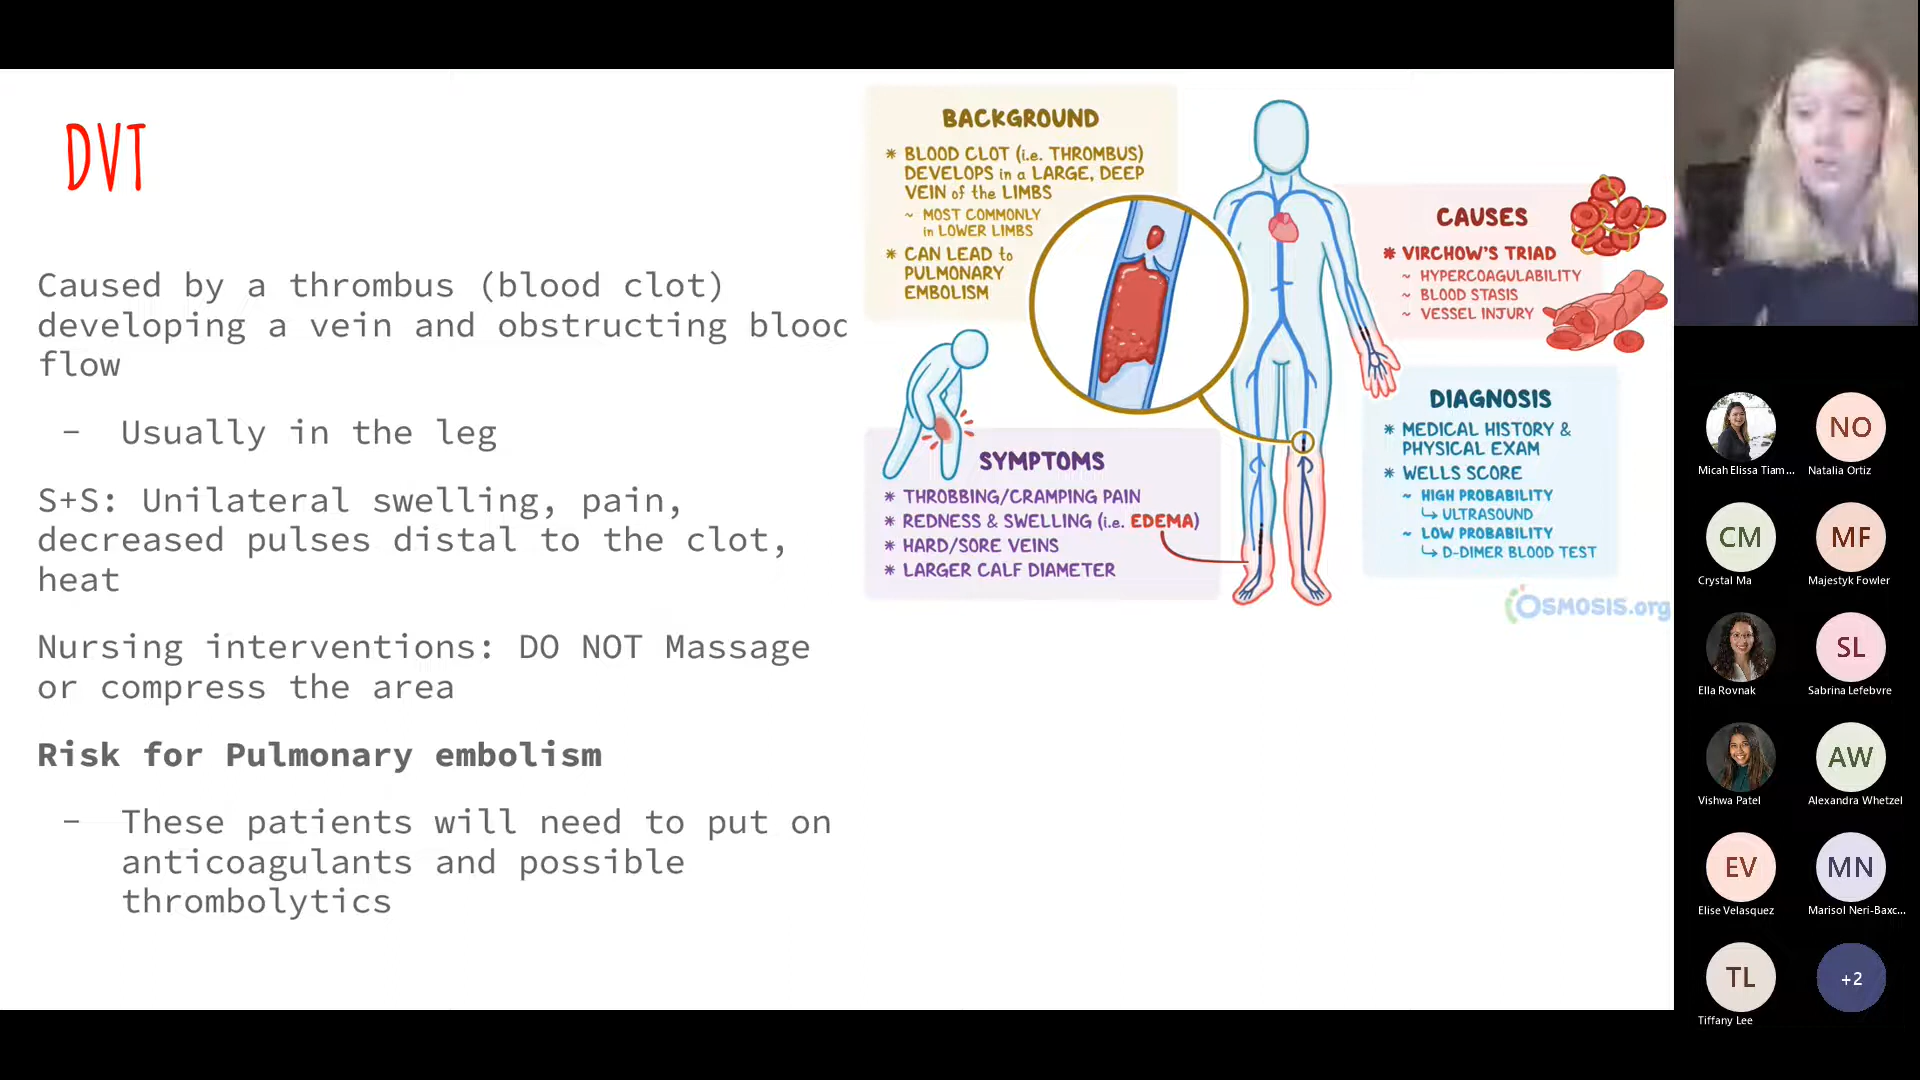 DVT
Caused by a thrombus (blood clot)
developing a vein and obstructing blood
flow
- Usually in the leg
S+S: Unilateral swelling, pain,
decreased pulses distal to the clot,
heat
Nursing interventions: DO NOT Massage
or compress the area
Risk for Pulmonary embolism
- These patients will need to put on
anticoagulants and possible
thrombolytics
BACKGROUND
* BLOOD CLOT (i.e. THROMBUS)
DEVELOPS in a LARGE, DEEP
VEIN of the LIMBS
~ MOST COMMONLY
in LOWER LIMBS
* CAN LEAD to
PULMONARY
EMBOLISM
CAUSES
* VIRCHOW'S TRIAD
~ HYPERCOAGULABILITY
~ BLOOD STASIS
~ VESSEL INJURY
SYMPTOMS
* THROBBING/CRAMPING PAIN
* REDNESS & SWELLING (i.e. EDEMA)
* HARD/SORE VEINS
* LARGER CALF DIAMETER
DIAGNOSIS
* MEDICAL HISTORY &
PHYSICAL EXAM
* WELLS SCORE
~ HIGH PROBABILITY
↳ ULTRASOUND
~ LOW PROBABILITY
↳ D-DIMER BLOOD TEST
OSMOSIS.org
Micah Elissa Tiam...
NO
Natalia Ortiz
CM
Crystal Ma
MF
Majestyk Fowler
Ella Rovnak
SL
Sabrina Lefebvre
Vishwa Patel
AW
Alexandra Whetzel
EV
Elise Velasquez
MN
Marisol Neri-Baxc...
TL
Tiffany Lee
+2